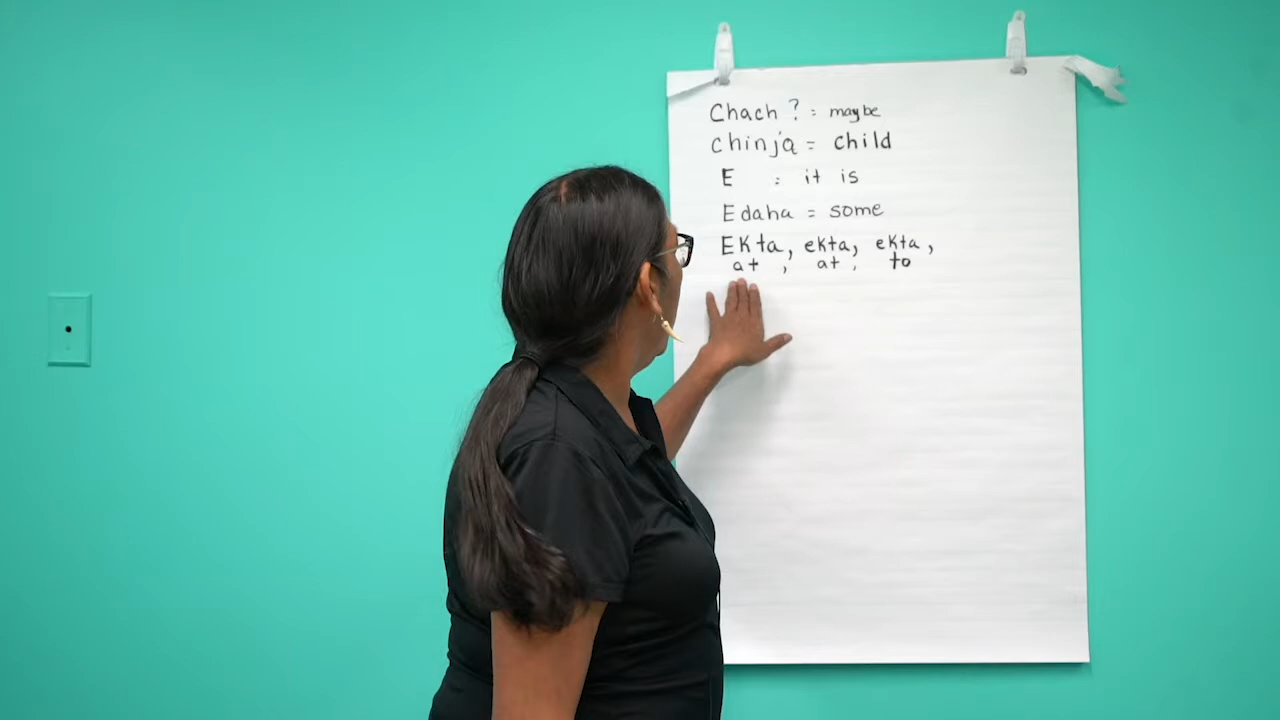 Chach ? = maybe
chinja = child
E = it is
Edaha = some
Ekta, ekta, ekta,
at, at, to